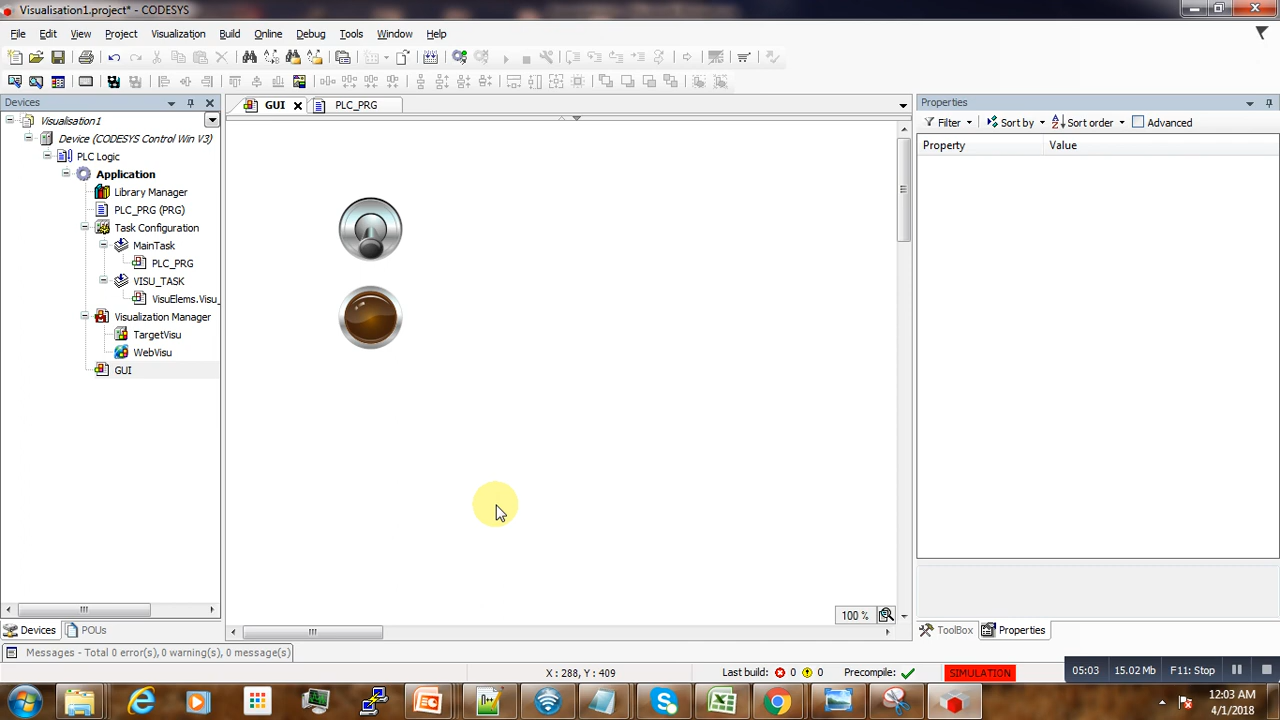 Visualisation1.project* - CODESYS
File Edit View Project Visualization Build Online Debug Tools Window Help
Devices
Visualisation1
Device (CODESYS Control Win V3)
PLC Logic
Application
Library Manager
PLC_PRG (PRG)
Task Configuration
MainTask
PLC_PRG
VISU_TASK
VisuElems.Visu_
Visualization Manager
TargetVisu
WebVisu
GUI
Devices POUs
GUI PLC_PRG
100 %
Properties
Filter Sort by Sort order Advanced
Property Value
ToolBox Properties
Messages - Total 0 error(s), 0 warning(s), 0 message(s)
X : 288, Y : 409 Last build: 0 0 Precompile: SIMULATION 05:03 15.02 Mb F11: Stop
12:03 AM
4/1/2018